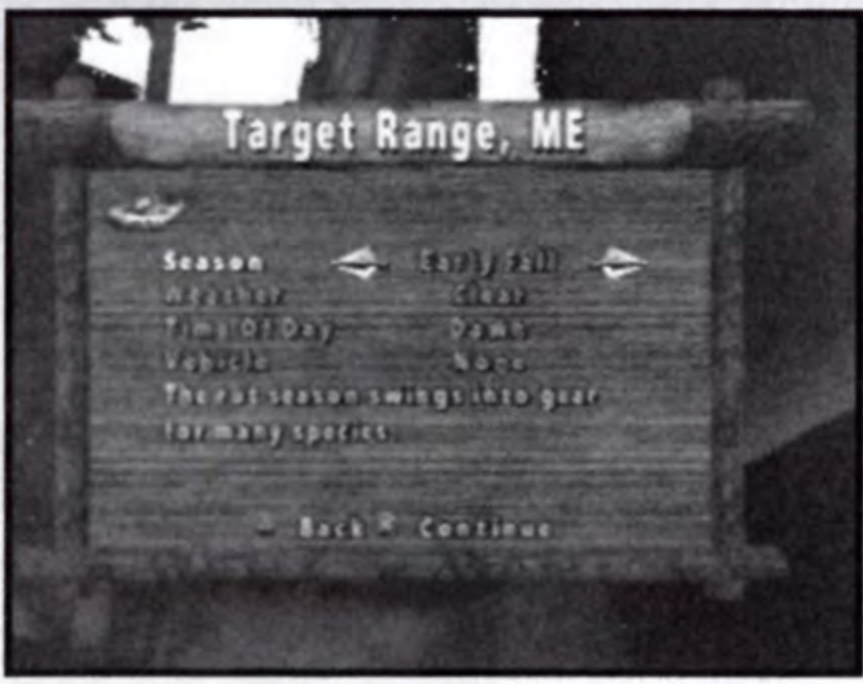 Target Range, ME
Season Early Fall
Weather Clear
Time Of Day Dawn
Vehicle None
The rut season swings into gear
for many species.
Back Continue